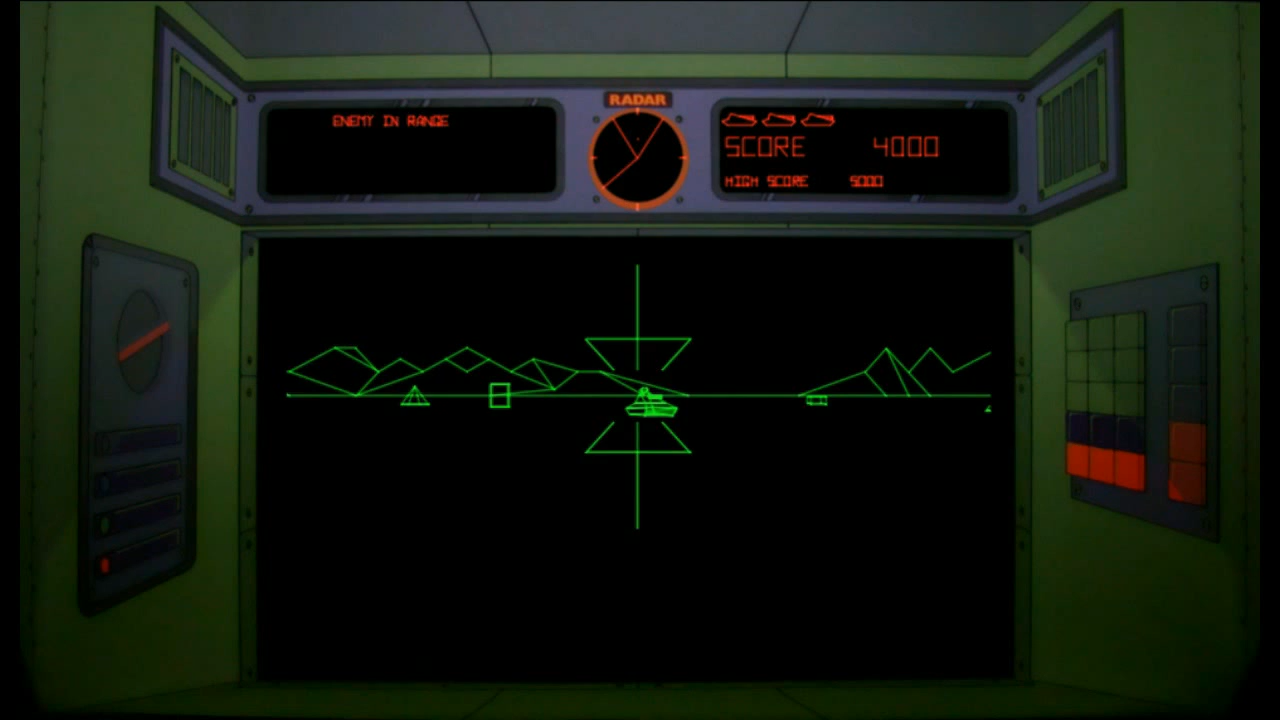 ENEMY IN RANGE
RADAR
SCORE 4000
HIGH SCORE 5000